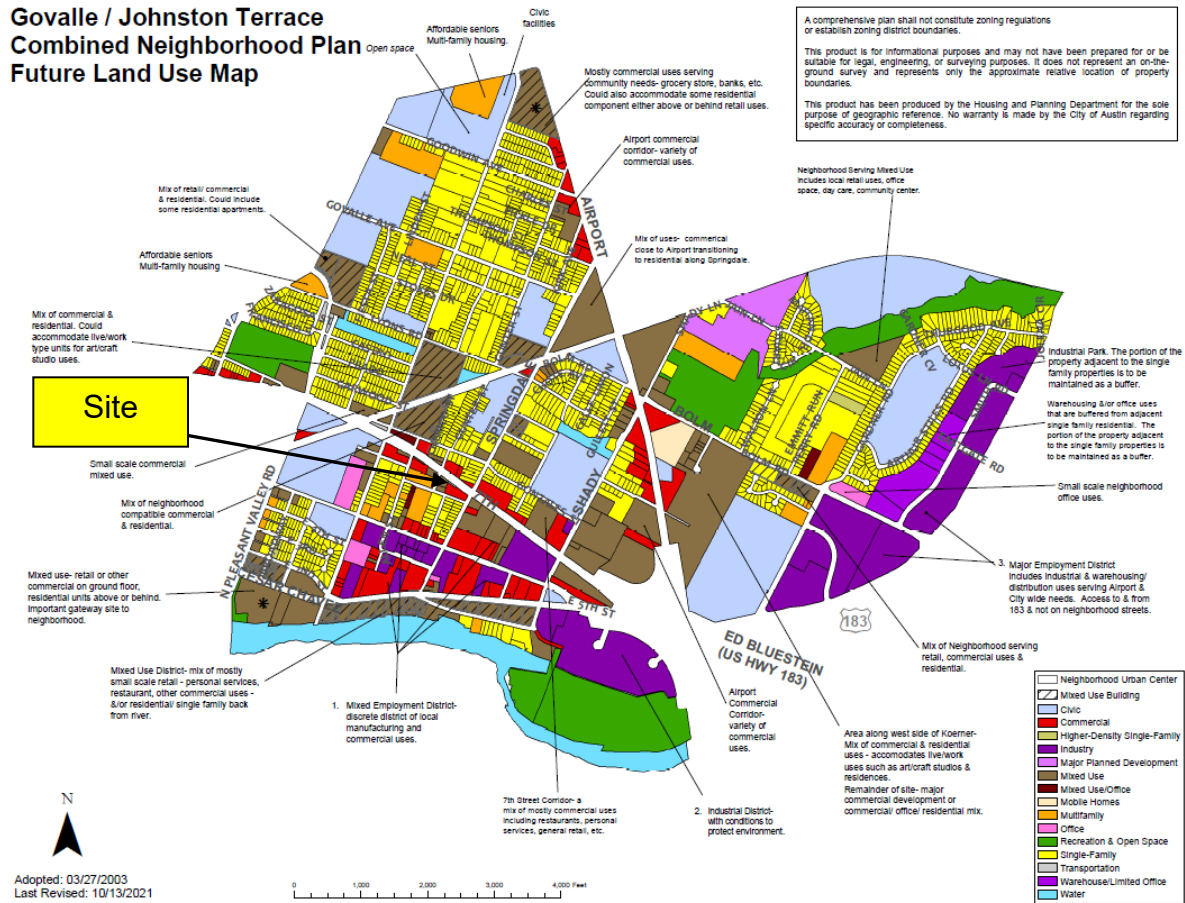 Govalle / Johnston Terrace
Combined Neighborhood Plan
Future Land Use Map
A comprehensive plan shall not constitute zoning regulations
or establish zoning district boundaries.
This product is for informational purposes and may not have been prepared for or be
suitable for legal, engineering, or surveying purposes. It does not represent an on-the-
ground survey and represents only the approximate relative location of property
boundaries.
This product has been produced by the Housing and Planning Department for the sole
purpose of geographic reference. No warranty is made by the City of Austin regarding
specific accuracy or completeness.
Open space
Affordable seniors
Multi-family housing.
Civic
facilities
Mostly commercial uses serving
community needs- grocery store, banks, etc.
Could also accommodate some residential
component either above or behind retail uses.
Airport commercial
corridor- variety of
commercial uses.
Neighborhood Serving Mixed Use
includes local retail uses, office
space, day care, community center.
Mix of retail/ commercial
& residential. Could include
some residential apartments.
Mix of uses- commerical
close to Airport transitioning
to residential along Springdale.
Affordable seniors
Multi-family housing
Mix of commercial &
residential. Could
accommodate live/work
type units for art/craft
studio uses.
Site
Small scale commercial
mixed use.
Mix of neighborhood
compatible commercial
& residential.
Mixed use- retail or other
commercial on ground floor,
residential units above or behind.
Important gateway site to
neighborhood.
Mixed Use District- mix of mostly
small scale retail - personal services,
restaurant, other commercial uses -
&/or residential/ single family back
from river.
1. Mixed Employment District-
discrete district of local
manufacturing and
commercial uses.
7th Street Corridor- a
mix of mostly commercial uses
including restaurants, personal
services, general retail, etc.
2. Industrial District-
with conditions to
protect environment.
Airport
Commercial
Corridor-
variety of
commercial
uses.
Area along west side of Koerner-
Mix of commercial & residential
uses - accomodates live/work
uses such as art/craft studios &
residences.
Remainder of site- major
commercial development or
commercial/ office/ residential mix.
Industrial Park. The portion of the
property adjacent to the single
family properties is to be
maintained as a buffer.
Warehousing &/or office uses
that are buffered from adjacent
single family residential. The
portion of the property adjacent
to the single family properties is
to be maintained as a buffer.
Small scale neighborhood
office uses.
3. Major Employment District
includes industrial & warehousing/
distribution uses serving Airport &
City wide needs. Access to & from
183 & not on neighborhood streets.
Mix of Neighborhood serving
retail, commercial uses &
residential.
GOODWIN AVE
GOVALLE AVE
AIRPORT
SPRINGDALE
BOLM
SHADY
7TH
N PLEASANT VALLEY RD
E 5TH ST
ED BLUESTEIN
(US HWY 183)
183
Neighborhood Urban Center
Mixed Use Building
Civic
Commercial
Higher-Density Single-Family
Industry
Major Planned Development
Mixed Use
Mixed Use/Office
Mobile Homes
Multifamily
Office
Recreation & Open Space
Single-Family
Transportation
Warehouse/Limited Office
Water
N
Adopted: 03/27/2003
Last Revised: 10/13/2021
0 1,000 2,000 3,000 4,000 Feet